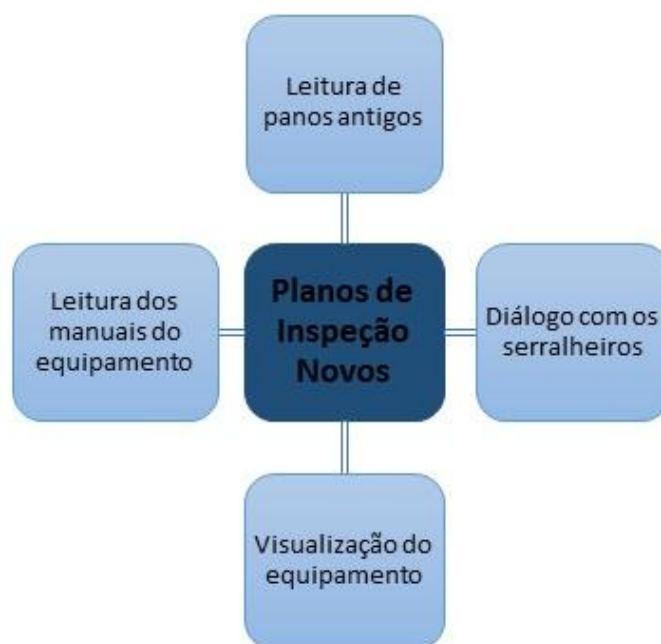 Leitura de
panos antigos
Leitura dos
manuais do
equipamento
Planos de
Inspeção
Novos
Diálogo com os
serralheiros
Visualização do
equipamento